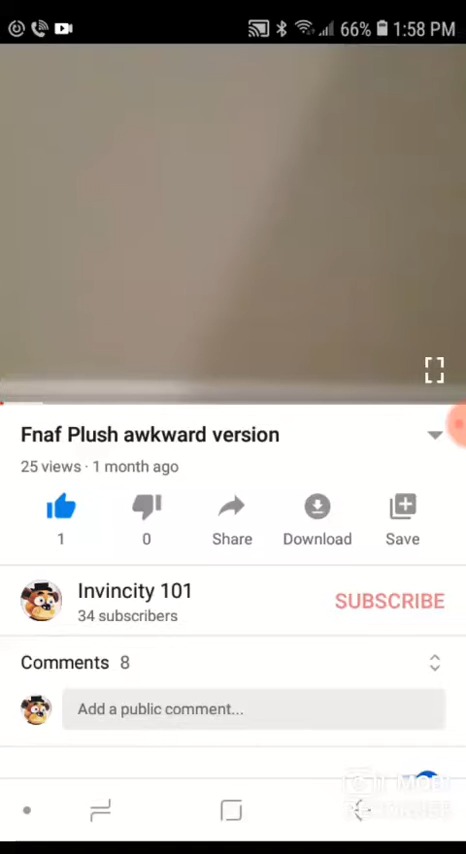 66% 1:58 PM
Fnaf Plush awkward version
25 views · 1 month ago
1 0 Share Download Save
Invincity 101
34 subscribers
SUBSCRIBE
Comments 8
Add a public comment...